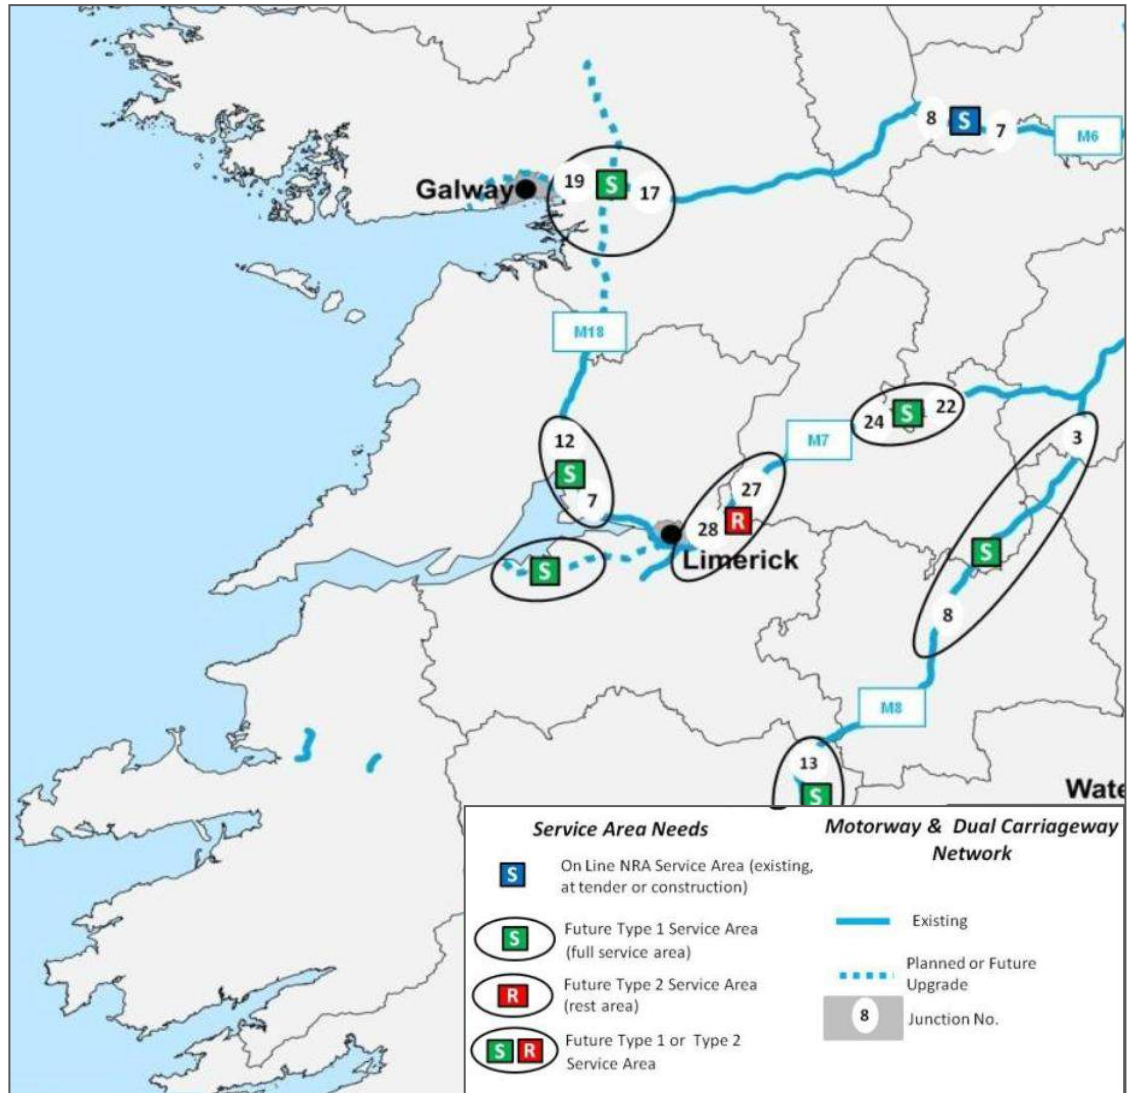 8
S
7
M6
Galway
19
S
17
M18
24
S
22
M7
3
12
S
7
27
28
R
Limerick
S
S
8
M8
13
S
Wate
Service Area Needs
S
On Line NRA Service Area (existing,
at tender or construction)
S
Future Type 1 Service Area
(full service area)
R
Future Type 2 Service Area
(rest area)
S R
Future Type 1 or Type 2
Service Area
Motorway & Dual Carriageway
Network
Existing
Planned or Future
Upgrade
8
Junction No.